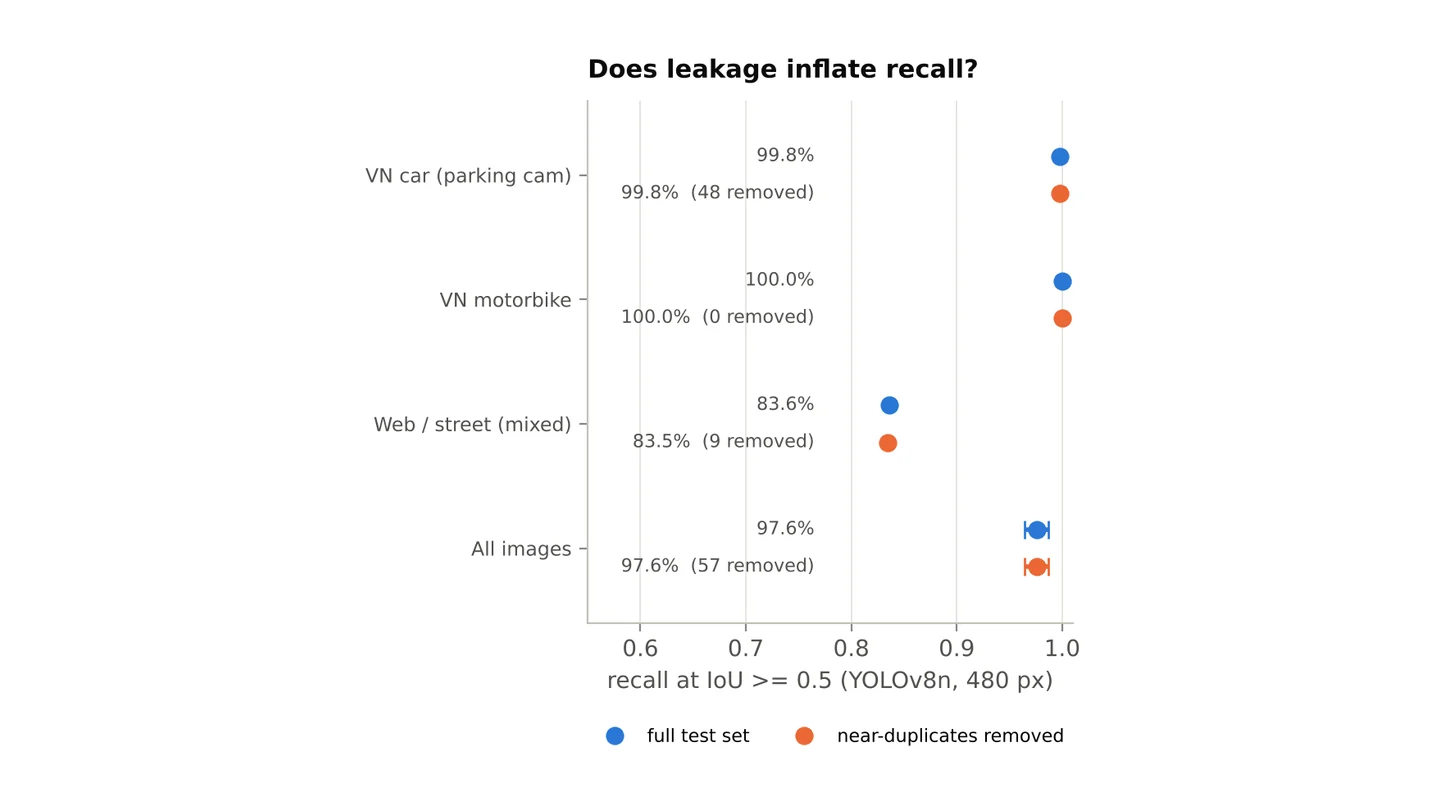 Does leakage inflate recall?
VN car (parking cam)
99.8%
99.8%  (48 removed)
VN motorbike
100.0%
100.0%  (0 removed)
Web / street (mixed)
83.6%
83.5%  (9 removed)
All images
97.6%
97.6%  (57 removed)
0.6 0.7 0.8 0.9 1.0
recall at IoU >= 0.5 (YOLOv8n, 480 px)
full test set near-duplicates removed